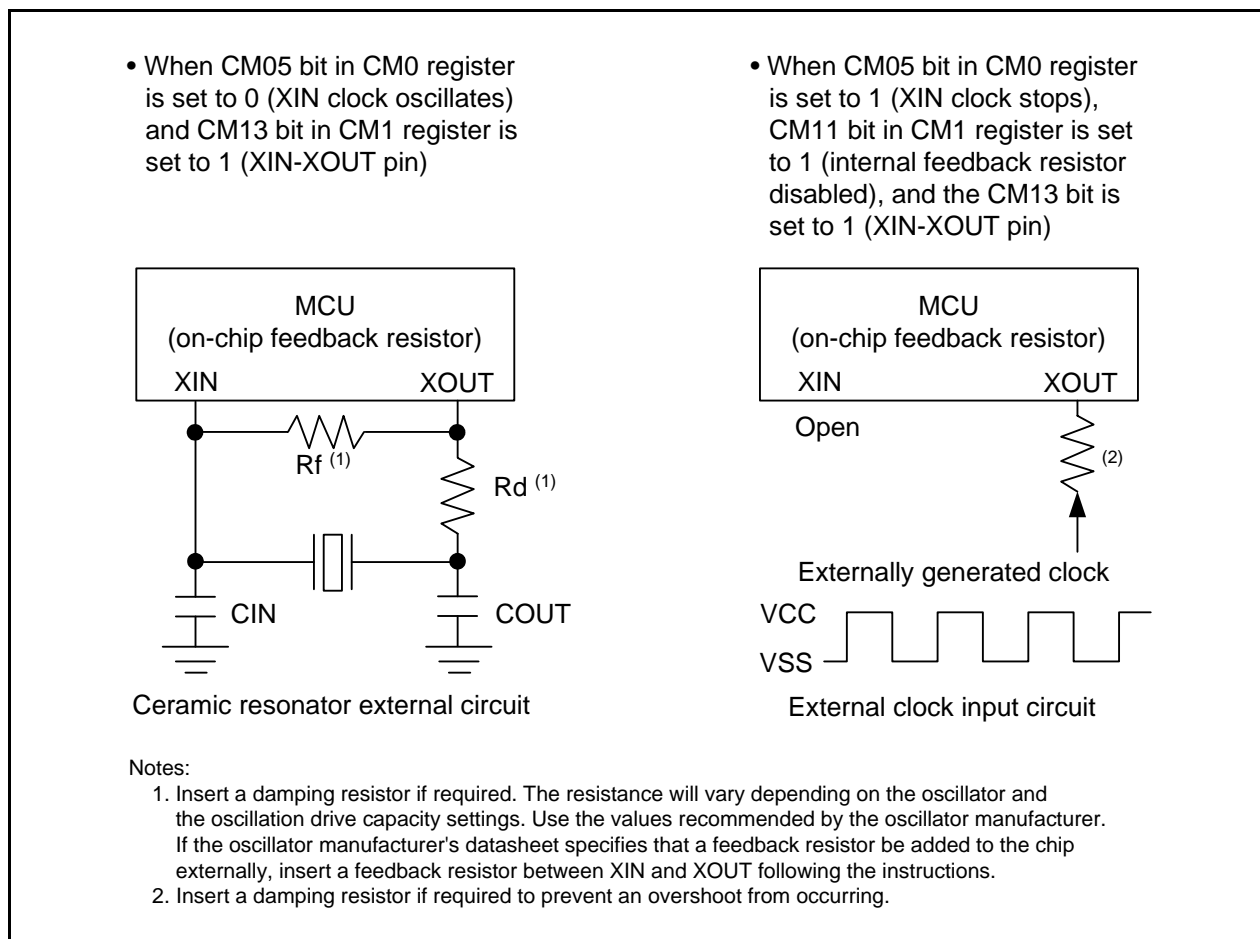 • When CM05 bit in CM0 register
is set to 0 (XIN clock oscillates)
and CM13 bit in CM1 register is
set to 1 (XIN-XOUT pin)
MCU
(on-chip feedback resistor)
XIN XOUT
Rf (1)
Rd (1)
CIN COUT
Ceramic resonator external circuit
• When CM05 bit in CM0 register
is set to 1 (XIN clock stops),
CM11 bit in CM1 register is set
to 1 (internal feedback resistor
disabled), and the CM13 bit is
set to 1 (XIN-XOUT pin)
MCU
(on-chip feedback resistor)
XIN XOUT
Open
(2)
Externally generated clock
VCC
VSS
External clock input circuit
Notes:
1. Insert a damping resistor if required. The resistance will vary depending on the oscillator and
the oscillation drive capacity settings. Use the values recommended by the oscillator manufacturer.
If the oscillator manufacturer's datasheet specifies that a feedback resistor be added to the chip
externally, insert a feedback resistor between XIN and XOUT following the instructions.
2. Insert a damping resistor if required to prevent an overshoot from occurring.